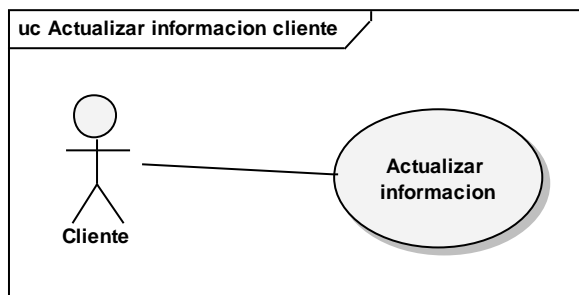 uc Actualizar informacion cliente
Actualizar
informacion
Cliente